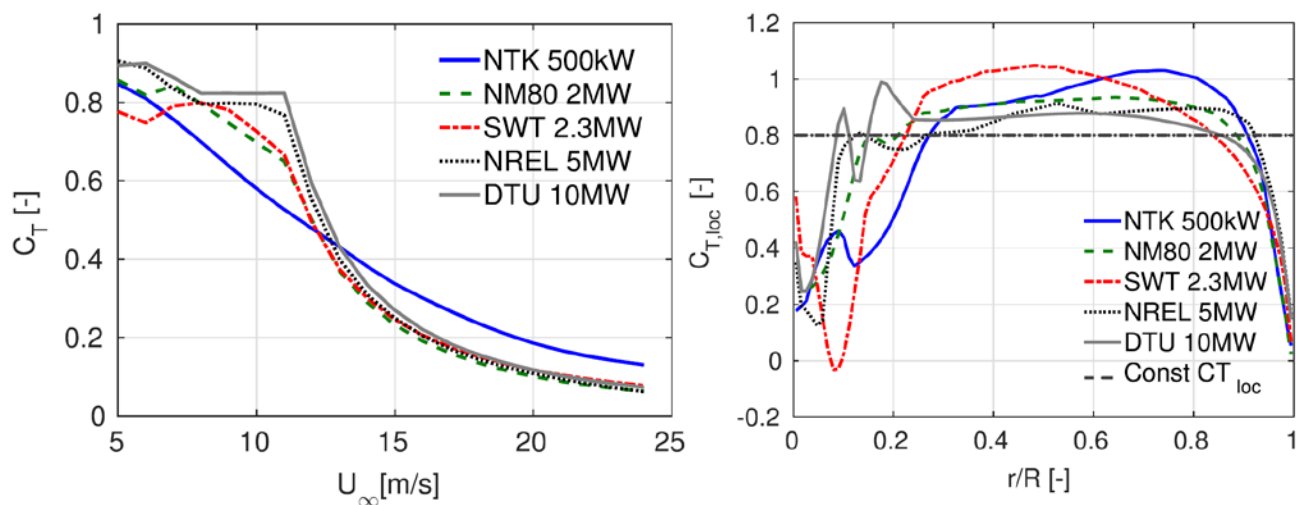 1
0.8
0.6
0.4
0.2
0
C_T [-]
5
10
15
20
25
U_∞ [m/s]
NTK 500kW
NM80 2MW
SWT 2.3MW
NREL 5MW
DTU 10MW
1.2
1
0.8
0.6
0.4
0.2
0
-0.2
C_T,loc [-]
0
0.2
0.4
0.6
0.8
1
r/R [-]
NTK 500kW
NM80 2MW
SWT 2.3MW
NREL 5MW
DTU 10MW
Const CT_loc